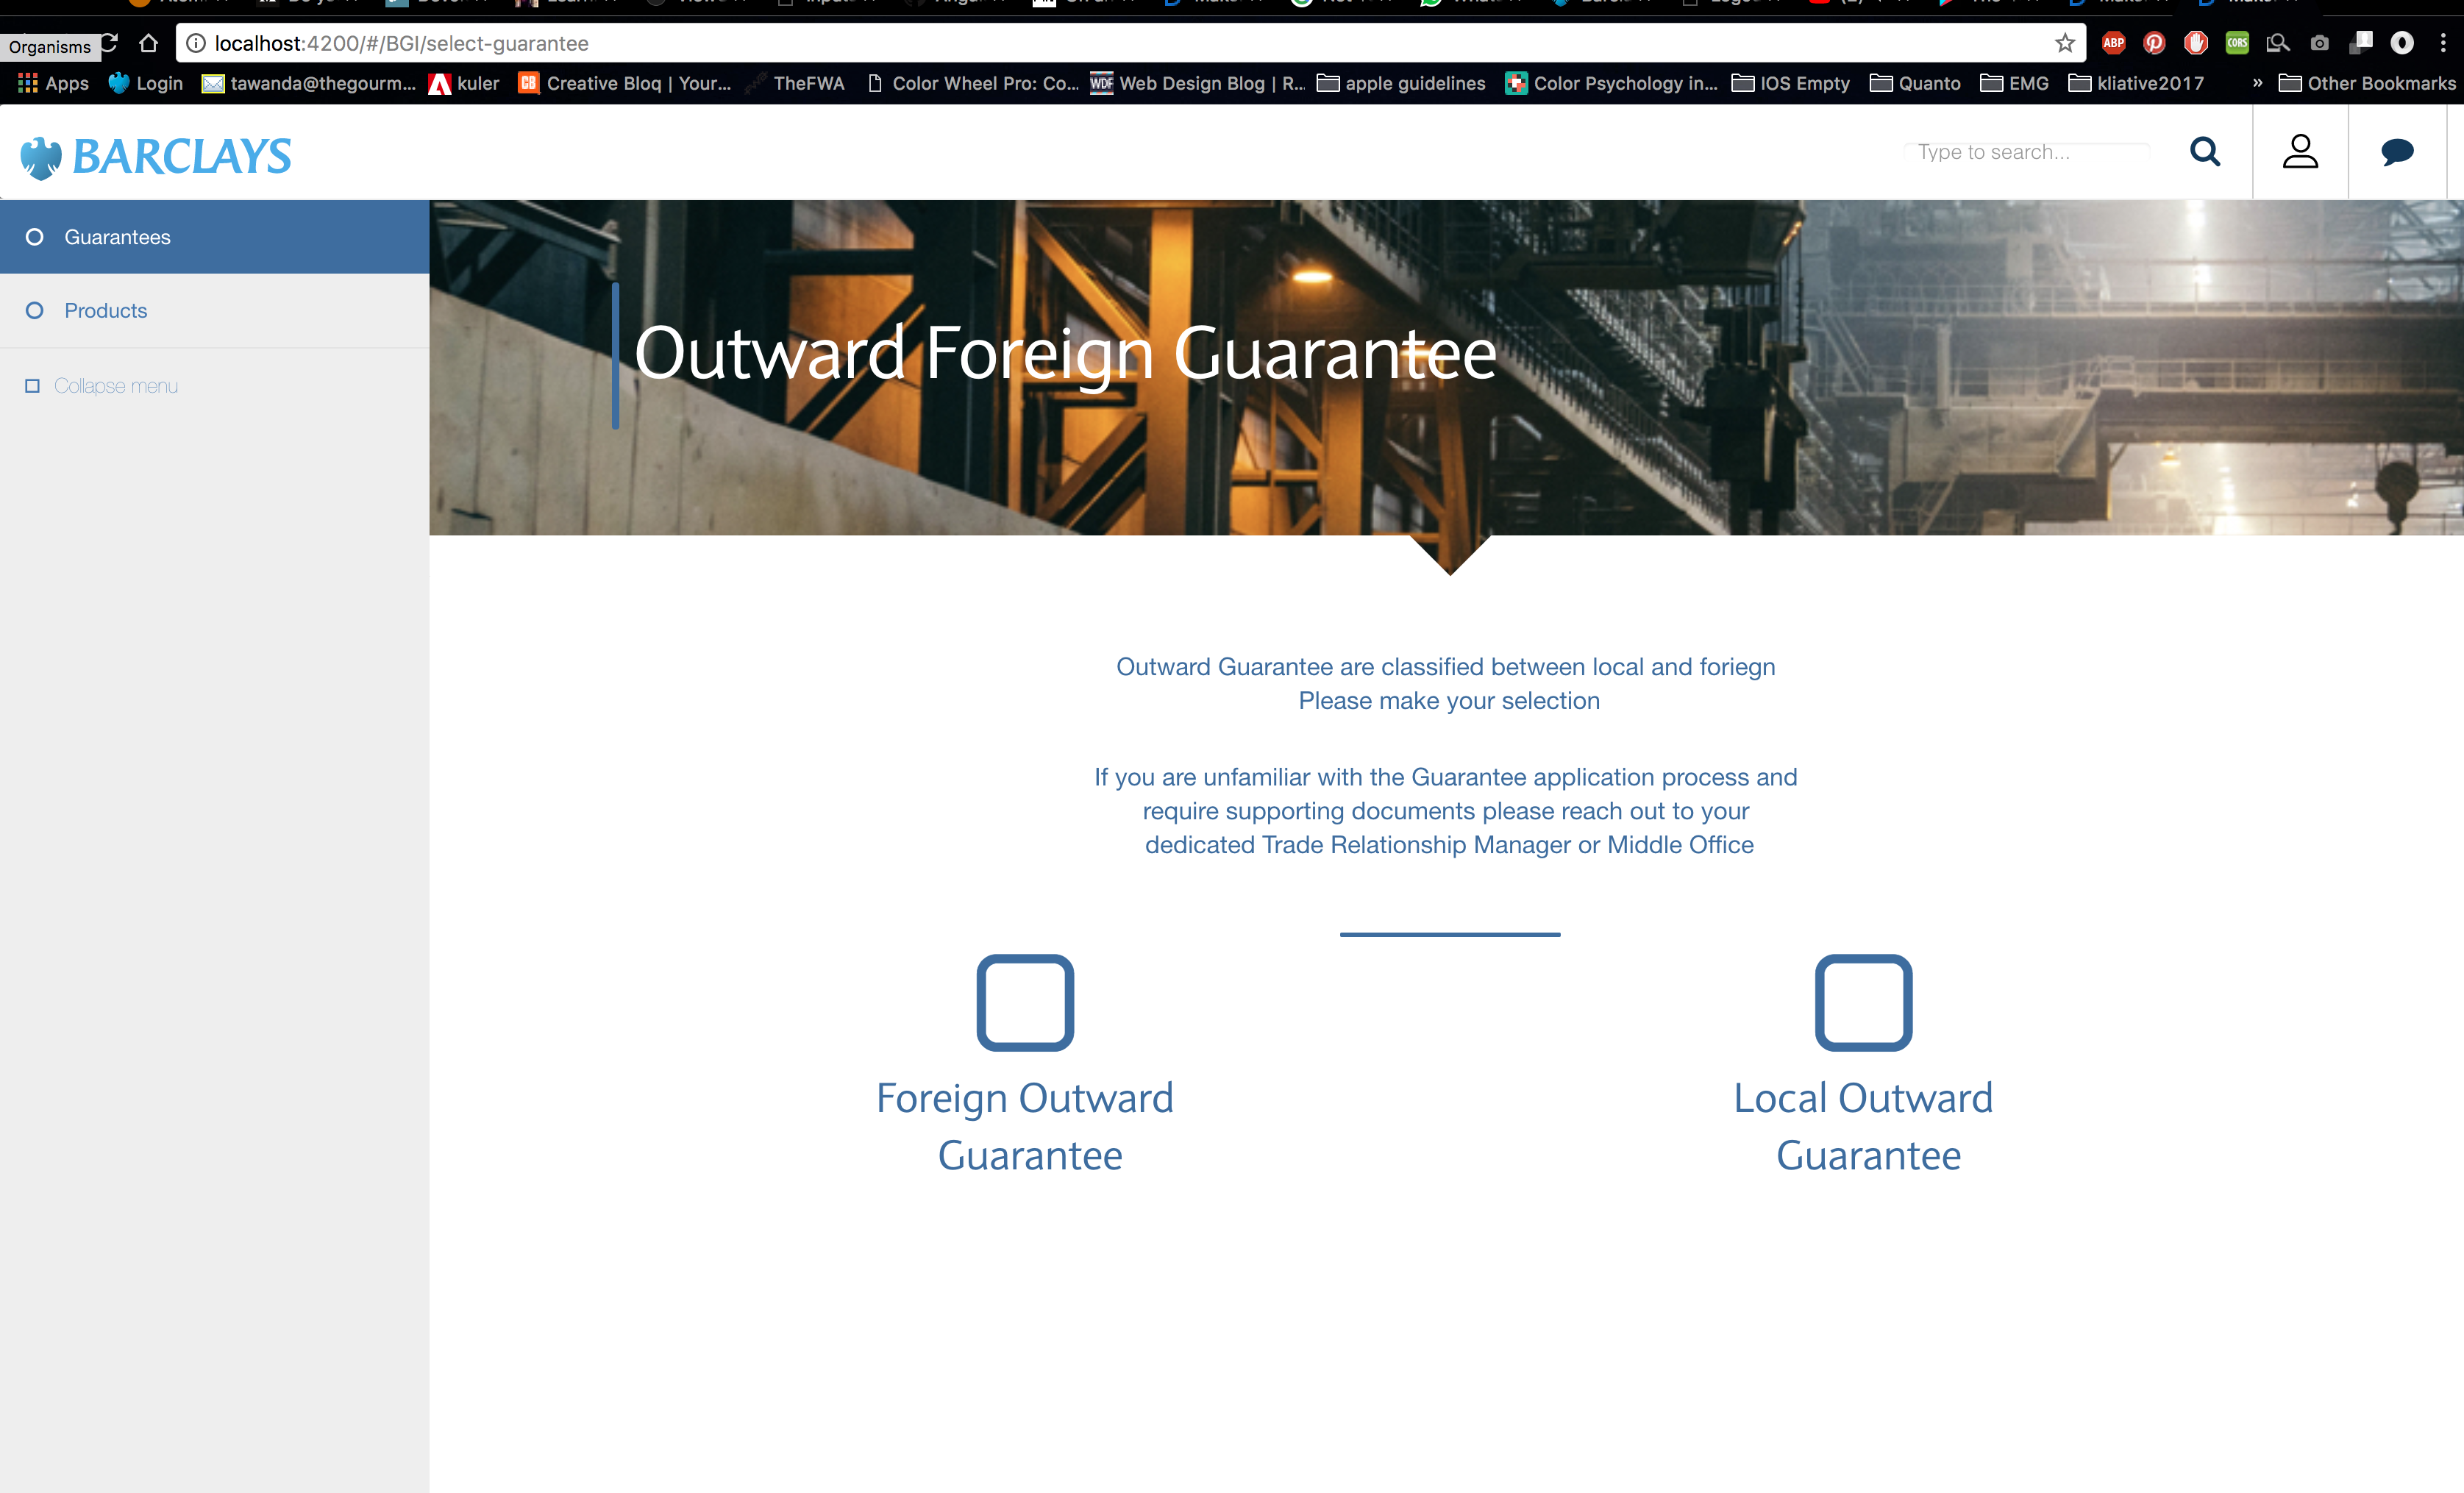 Organisms
localhost:4200/#/BGI/select-guarantee
ABP
CORS
Apps
Login
tawanda@thegourm...
kuler
CB
Creative Bloq | Your...
TheFWA
Color Wheel Pro: Co...
WDF
Web Design Blog | R...
apple guidelines
Color Psychology in...
IOS Empty
Quanto
EMG
kliative2017
»
Other Bookmarks
BARCLAYS
Type to search...
Guarantees
Products
Collapse menu
Outward Foreign Guarantee
Outward Guarantee are classified between local and foriegn
Please make your selection
If you are unfamiliar with the Guarantee application process and
require supporting documents please reach out to your
dedicated Trade Relationship Manager or Middle Office
Foreign Outward
Guarantee
Local Outward
Guarantee